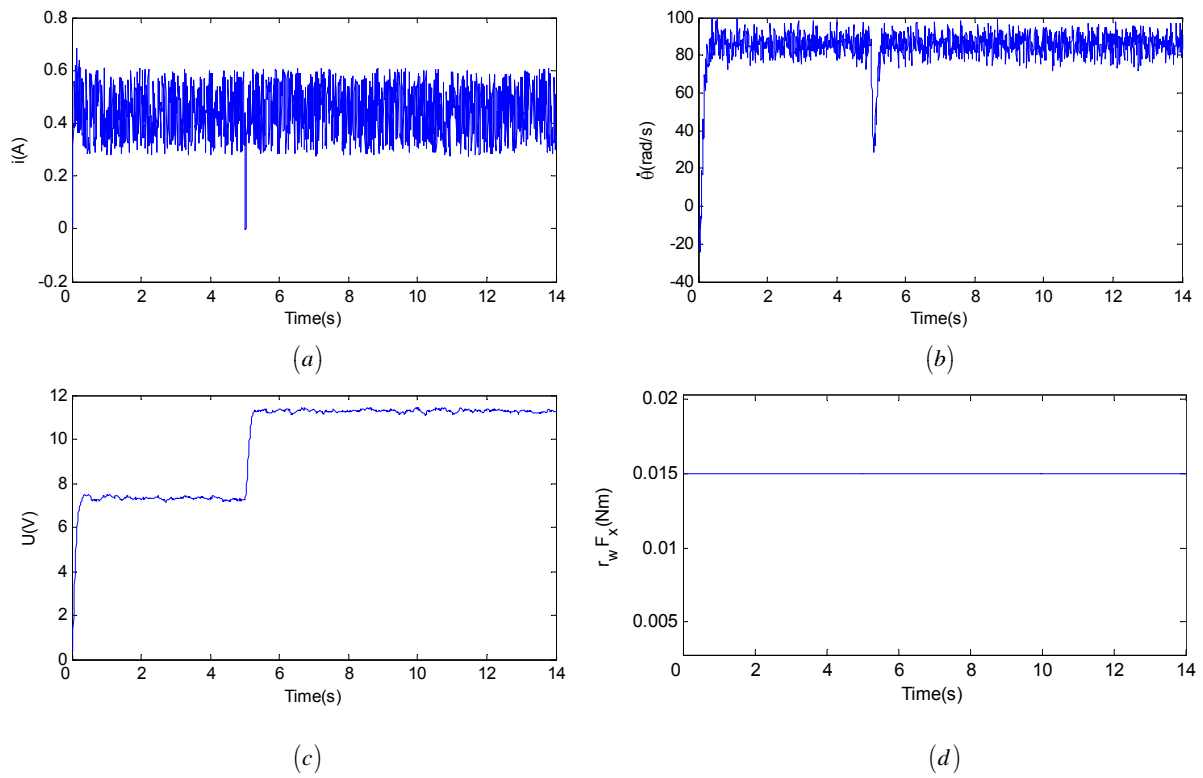 0.8
0.6
0.4
0.2
0
-0.2
i(A)
0 2 4 6 8 10 12 14
Time(s)
(a)
100
80
60
40
20
0
-20
-40
θ̇(rad/s)
0 2 4 6 8 10 12 14
Time(s)
(b)
12
10
8
6
4
2
0
U(V)
0 2 4 6 8 10 12 14
Time(s)
(c)
0.02
0.015
0.01
0.005
r_w F_x(Nm)
0 2 4 6 8 10 12 14
Time(s)
(d)